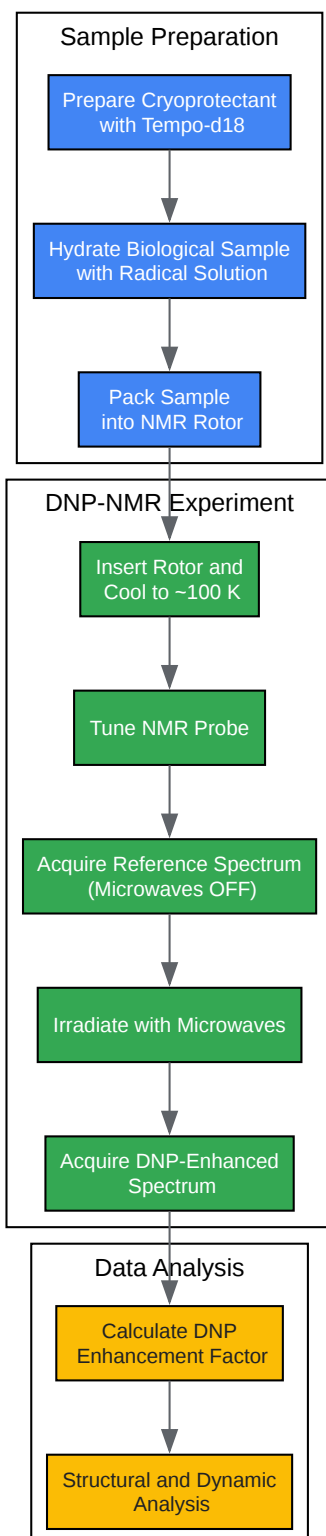 Sample Preparation
Prepare Cryoprotectant
with Tempo-d18
Hydrate Biological Sample
with Radical Solution
Pack Sample
into NMR Rotor
DNP-NMR Experiment
Insert Rotor and
Cool to ~100 K
Tune NMR Probe
Acquire Reference Spectrum
(Microwaves OFF)
Irradiate with Microwaves
Acquire DNP-Enhanced
Spectrum
Data Analysis
Calculate DNP
Enhancement Factor
Structural and Dynamic
Analysis